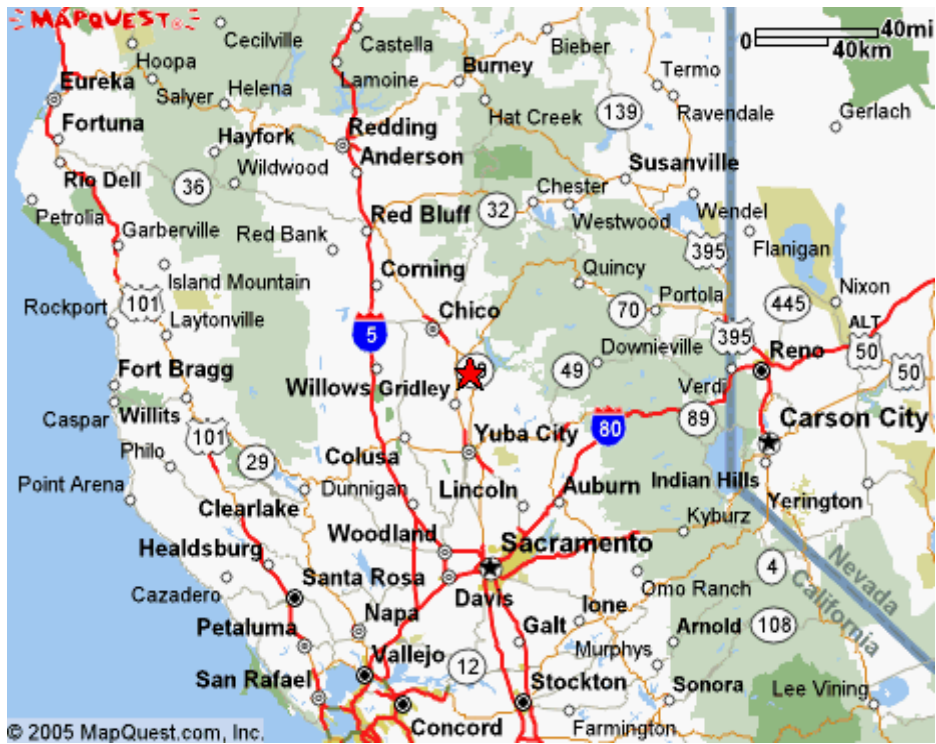 MAPQUEST®
Cecilville
Castella
Bieber
0
40mi
40km
Hoopa
Burney
Termo
Eureka
Salyer
Helena
Lamoine
Hat Creek
139
Ravendale
Gerlach
Fortuna
Hayfork
Redding
Anderson
Susanville
Rio Dell
36
Wildwood
Chester
Wendel
Petrolia
Red Bluff
32
Westwood
Garberville
Red Bank
395
Flanigan
Island Mountain
Corning
Quincy
Nixon
Rockport
101
Laytonville
Chico
70
Portola
445
5
395
ALT
50
Fort Bragg
Willows
Gridley
49
Downieville
Reno
50
Caspar
Willits
Verdi
101
Philo
29
Colusa
Yuba City
80
89
Carson City
Point Arena
Dunnigan
Lincoln
Auburn
Indian Hills
Yerington
Clearlake
Woodland
Sacramento
Kyburz
Healdsburg
Nevada
California
Cazadero
Santa Rosa
Davis
Omo Ranch
4
Petaluma
Napa
Galt
Ione
Arnold
108
Vallejo
12
Murphys
San Rafael
Stockton
Sonora
Lee Vining
Concord
Farmington
© 2005 MapQuest.com, Inc.